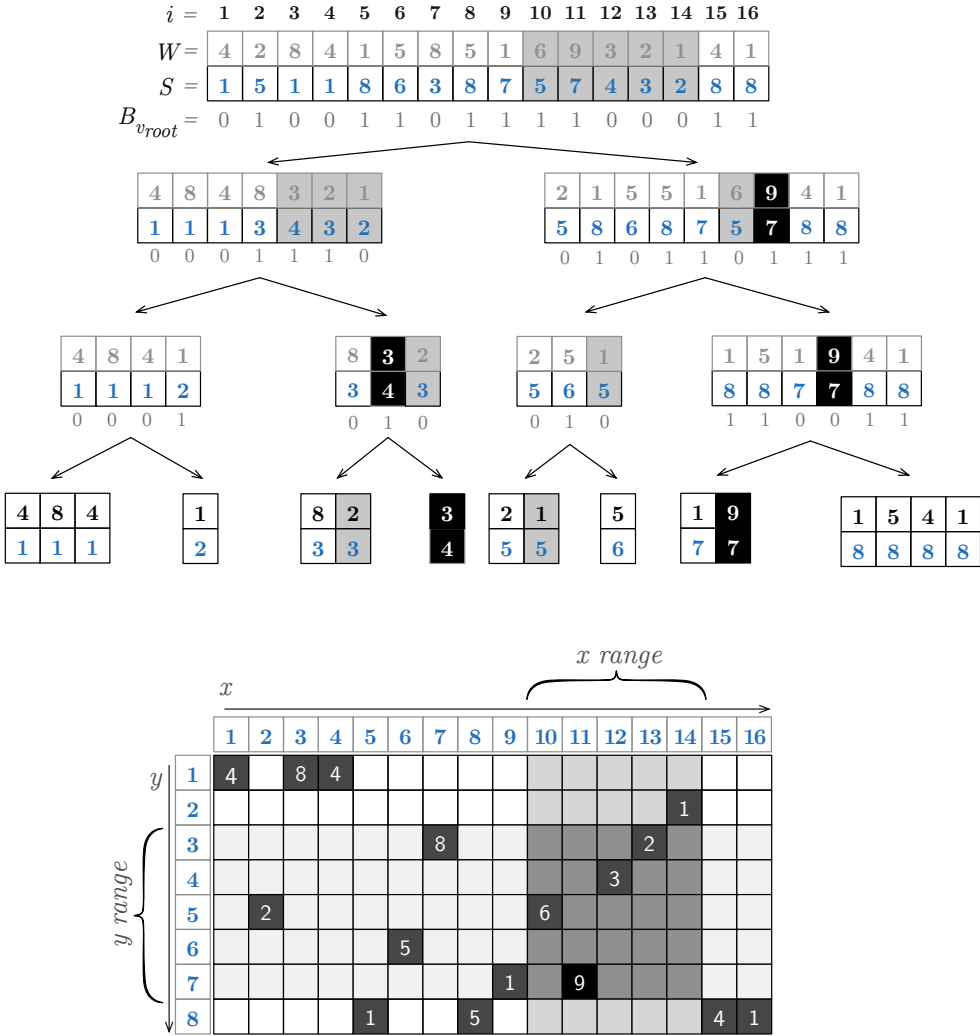 i = 1 2 3 4 5 6 7 8 9 10 11 12 13 14 15 16
W = 4 2 8 4 1 5 8 5 1 6 9 3 2 1 4 1
S = 1 5 1 1 8 6 3 8 7 5 7 4 3 2 8 8
B_{v_{root}} = 0 1 0 0 1 1 0 1 1 1 1 0 0 0 1 1
4 8 4 8 3 2 1 2 1 5 5 1 6 9 4 1
1 1 1 3 4 3 2 5 8 6 8 7 5 7 8 8
0 0 0 1 1 1 0 0 1 0 1 1 0 1 1 1
4 8 4 1 8 3 2 2 5 1 1 5 1 9 4 1
1 1 1 2 3 4 3 5 6 5 8 8 7 7 8 8
0 0 0 1 0 1 0 0 1 0 1 1 0 0 1 1
4 8 4 1 8 2 3 2 1 5 1 9 1 5 4 1
1 1 1 2 3 3 4 5 5 6 7 7 8 8 8 8
x range
x
1 2 3 4 5 6 7 8 9 10 11 12 13 14 15 16
y 1 4 8 4
2 1
3 8 2
4 3
5 2 6
6 5
7 1 9
8 1 5 4 1
y range